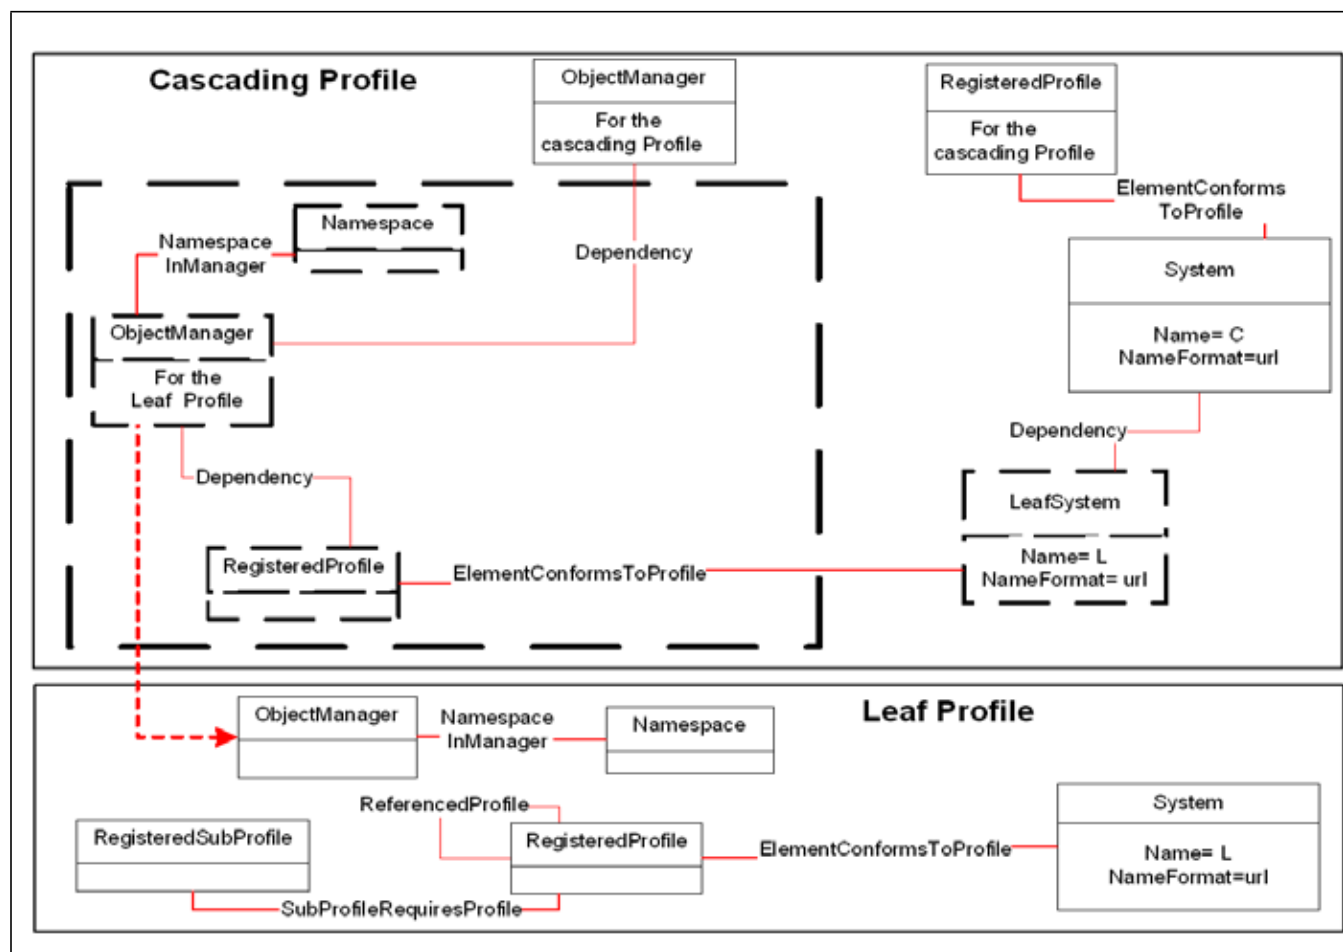 Cascading Profile
ObjectManager
For the
cascading Profile
RegisteredProfile
For the
cascading Profile
ElementConforms
ToProfile
Namespace
Namespace
InManager
Dependency
System
Name= C
NameFormat=url
ObjectManager
For the
Leaf Profile
Dependency
Dependency
LeafSystem
Name= L
NameFormat= url
RegisteredProfile
ElementConformsToProfile
Leaf Profile
ObjectManager
Namespace
InManager
Namespace
ReferencedProfile
RegisteredSubProfile
RegisteredProfile
ElementConformsToProfile
System
Name= L
NameFormat=url
SubProfileRequiresProfile